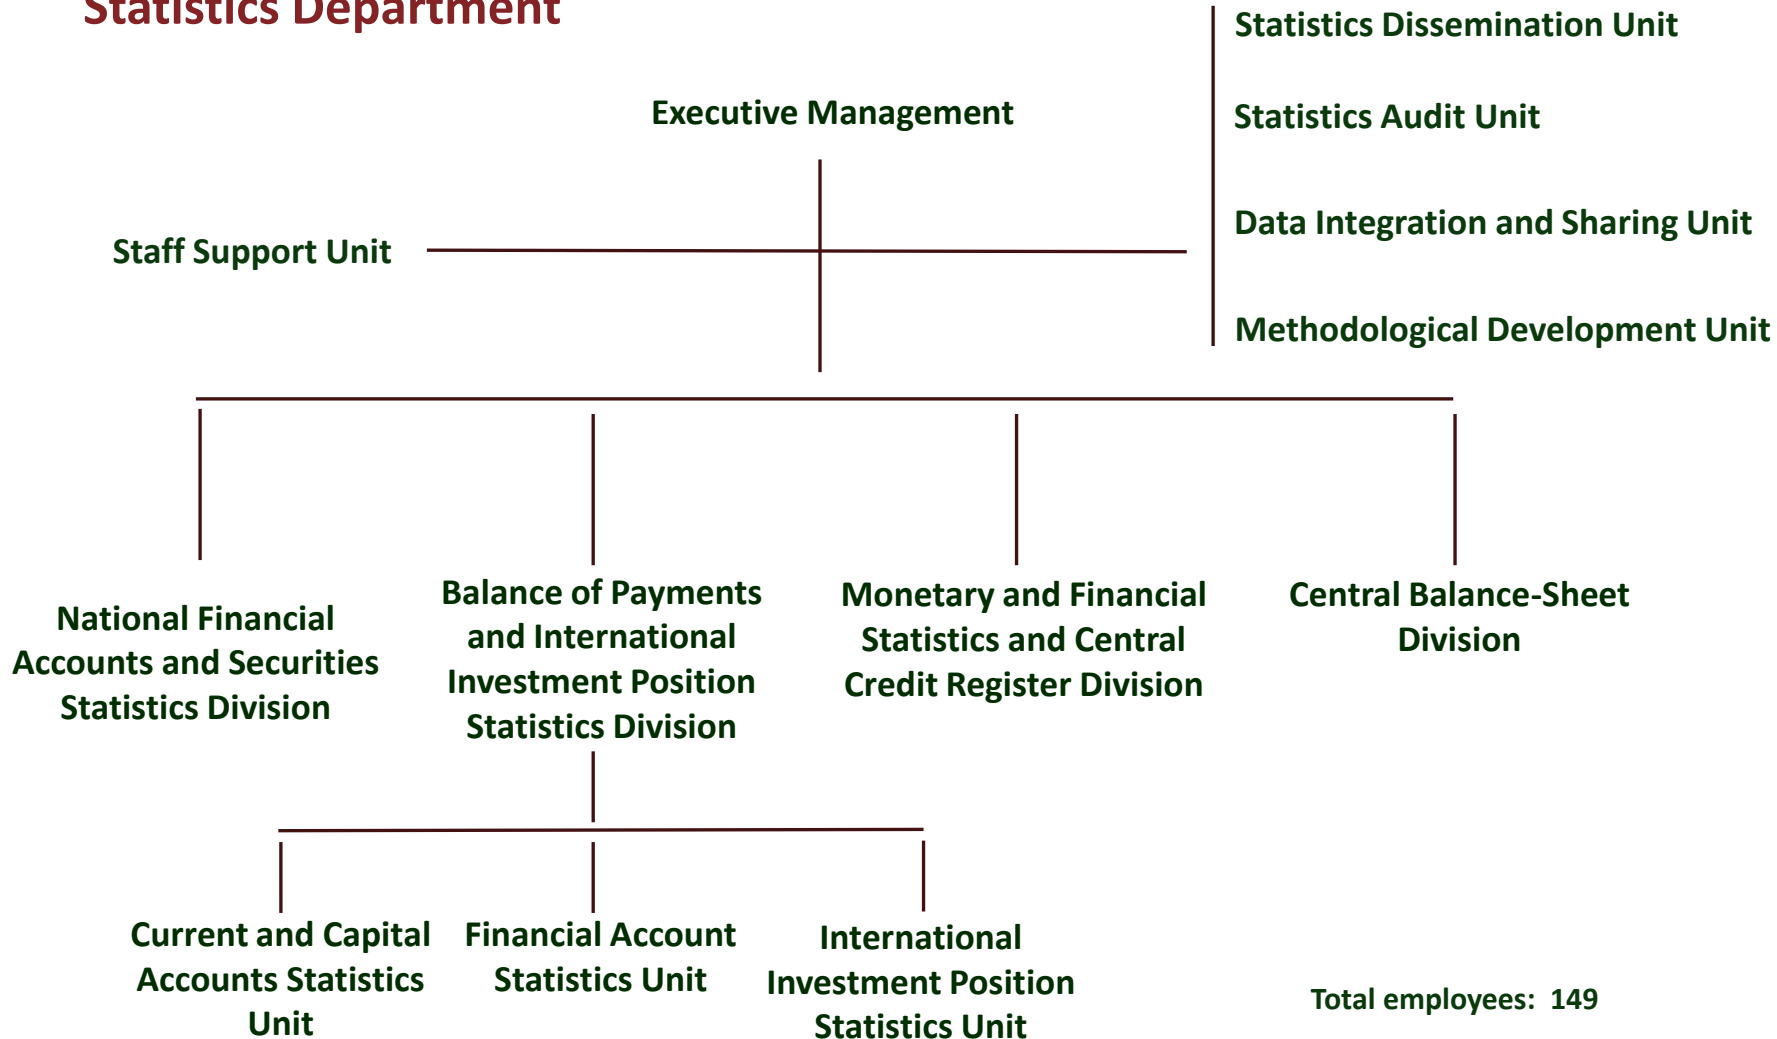 Statistics Department
Statistics Dissemination Unit
Executive Management
Statistics Audit Unit
Data Integration and Sharing Unit
Staff Support Unit
Methodological Development Unit
National Financial
Accounts and Securities
Statistics Division
Balance of Payments
and International
Investment Position
Statistics Division
Monetary and Financial
Statistics and Central
Credit Register Division
Central Balance-Sheet
Division
Current and Capital
Accounts Statistics
Unit
Financial Account
Statistics Unit
International
Investment Position
Statistics Unit
Total employees: 149